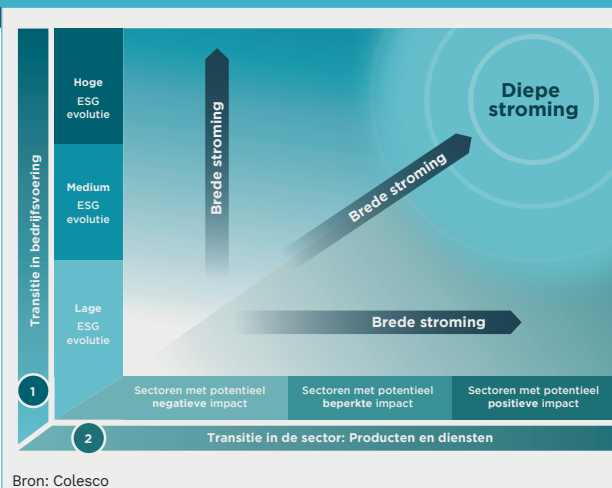 Transitie in bedrijfsvoering
1
Hoge
ESG
evolutie
Medium
ESG
evolutie
Lage
ESG
evolutie
Brede stroming
Brede stroming
Brede stroming
Diepe
stroming
Sectoren met potentieel
negatieve impact
Sectoren met potentieel
beperkte impact
Sectoren met potentieel
positieve impact
2
Transitie in de sector: Producten en diensten
Bron: Colesco